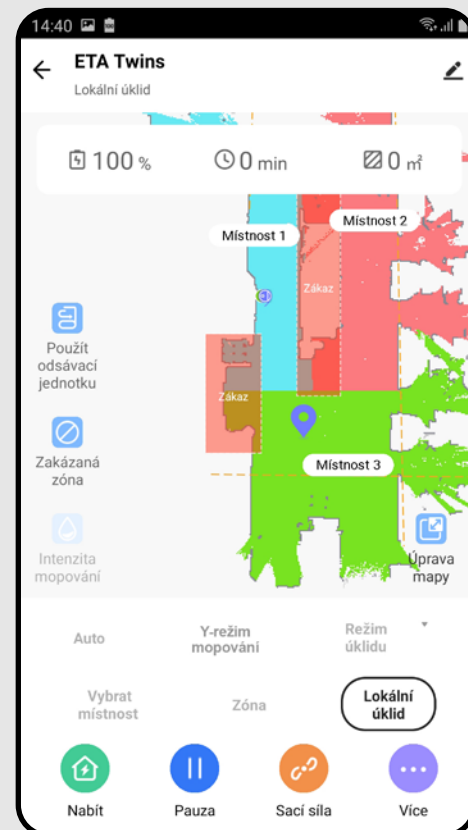 14:40
ETA Twins
Lokální úklid
100 %
0 min
0 m²
Místnost 1
Místnost 2
Zákaz
Použít
odsávací
jednotku
Zákaz
Zakázaná
zóna
Místnost 3
Intenzita
mopování
Úprava
mapy
Auto
Y-režim
mopování
Režim
úklidu
Vybrat
místnost
Zóna
Lokální
úklid
Nabít
Pauza
Sací síla
Více